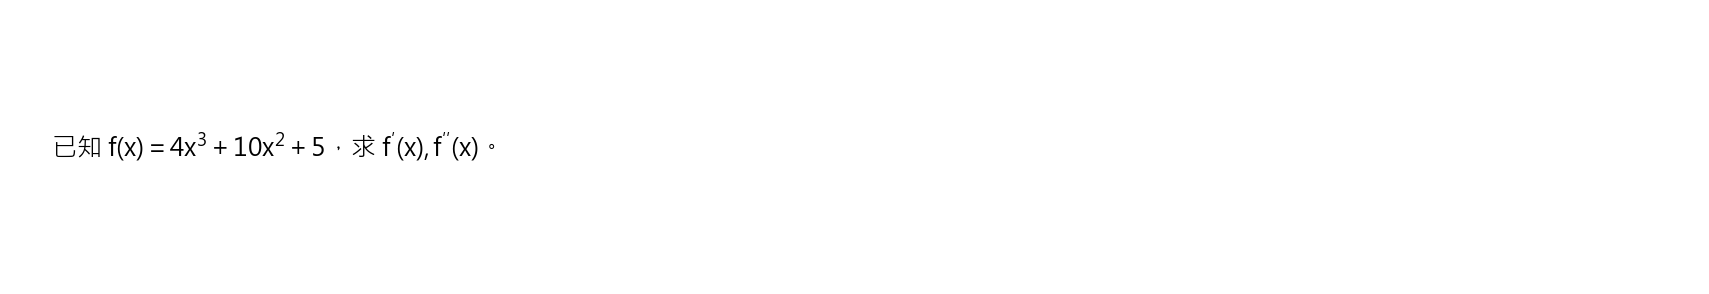 已知 f(x) = 4x³ + 10x² + 5，求 f′(x), f′′(x)。